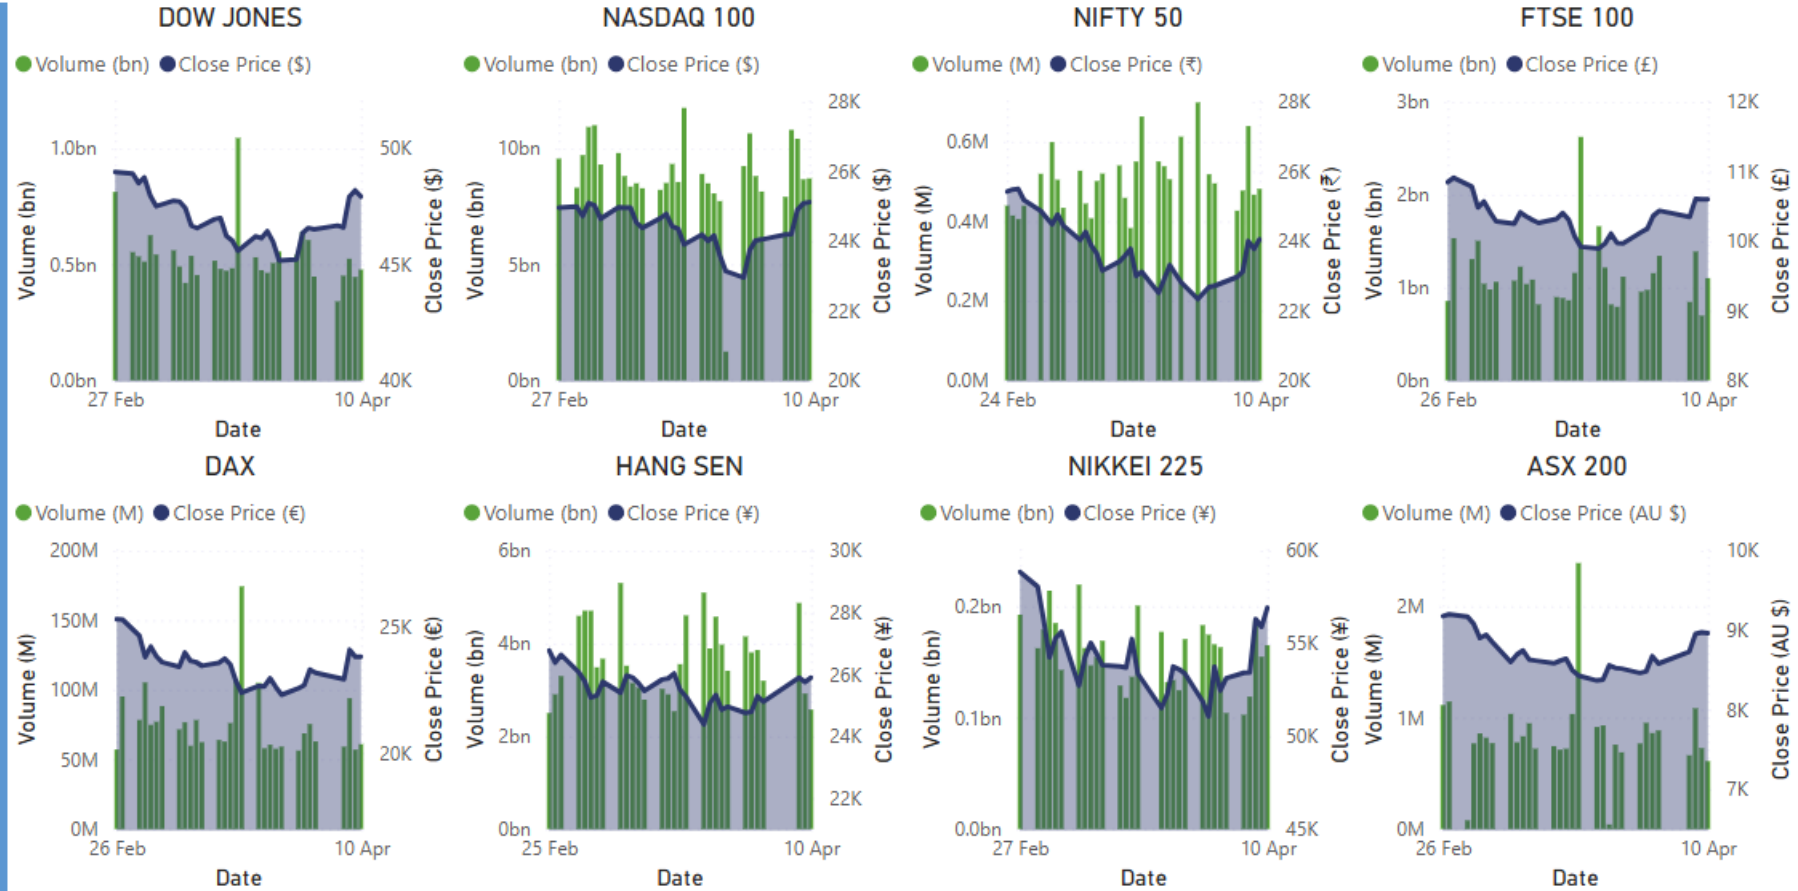 DOW JONES
Volume (bn) Close Price ($)
1.0bn
0.5bn
0.0bn
50K
45K
40K
Volume (bn)
Close Price ($)
27 Feb 10 Apr
Date
NASDAQ 100
Volume (bn) Close Price ($)
10bn
5bn
0bn
28K
26K
24K
22K
20K
Volume (bn)
Close Price ($)
27 Feb 10 Apr
Date
NIFTY 50
Volume (M) Close Price (₹)
0.6M
0.4M
0.2M
0.0M
28K
26K
24K
22K
20K
Volume (M)
Close Price (₹)
24 Feb 10 Apr
Date
FTSE 100
Volume (bn) Close Price (£)
3bn
2bn
1bn
0bn
12K
11K
10K
9K
8K
Volume (bn)
Close Price (£)
26 Feb 10 Apr
Date
DAX
Volume (M) Close Price (€)
200M
150M
100M
50M
0M
25K
20K
Volume (M)
Close Price (€)
26 Feb 10 Apr
Date
HANG SEN
Volume (bn) Close Price (¥)
6bn
4bn
2bn
0bn
30K
28K
26K
24K
22K
Volume (bn)
Close Price (¥)
25 Feb 10 Apr
Date
NIKKEI 225
Volume (bn) Close Price (¥)
0.2bn
0.1bn
0.0bn
60K
55K
50K
45K
Volume (bn)
Close Price (¥)
27 Feb 10 Apr
Date
ASX 200
Volume (M) Close Price (AU $)
2M
1M
0M
10K
9K
8K
7K
Volume (M)
Close Price (AU $)
26 Feb 10 Apr
Date